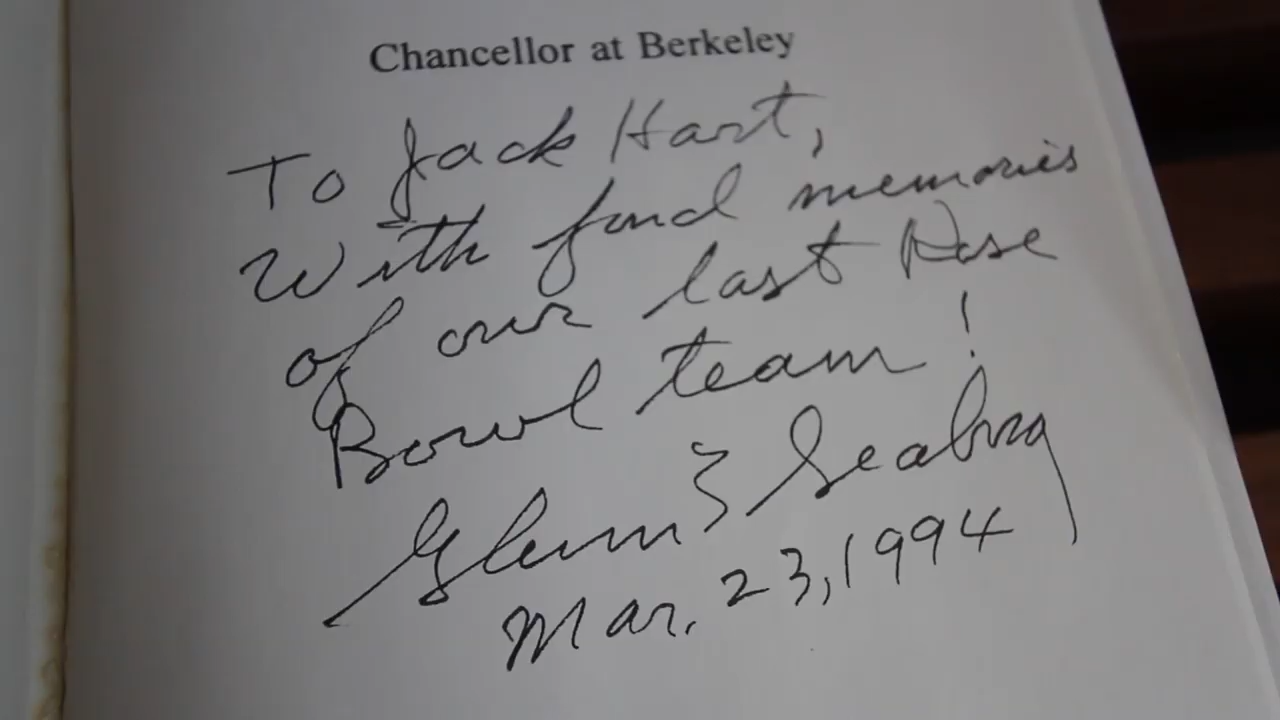 Chancellor at Berkeley
To Jack Hart,
With fond memories
of our last Rose
Bowl team!
Glenn T. Seaborg
Mar. 23, 1994